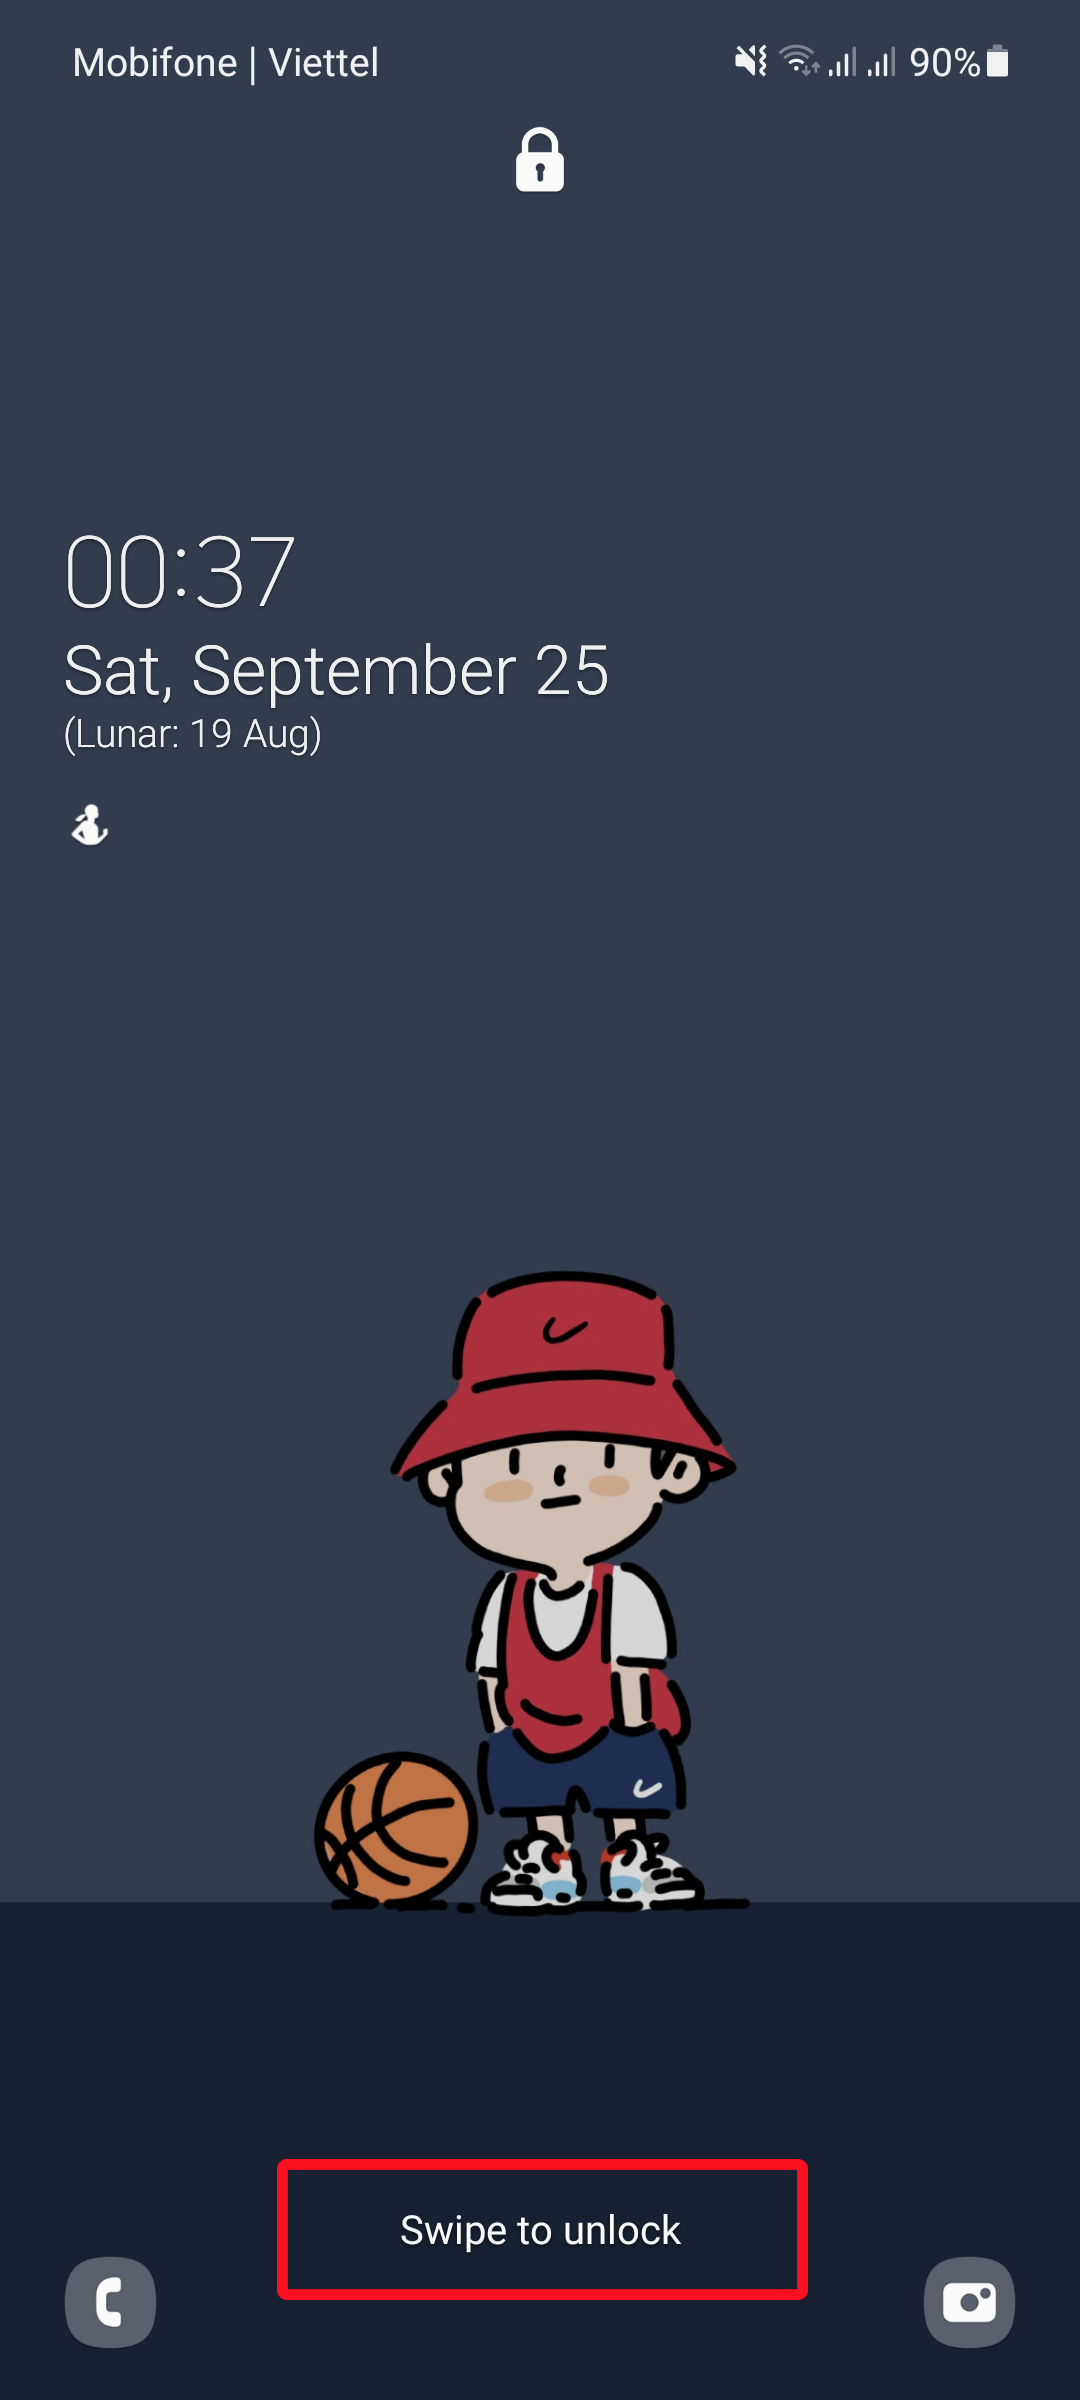 Mobifone | Viettel
90%
00:37
Sat, September 25
(Lunar: 19 Aug)
Swipe to unlock